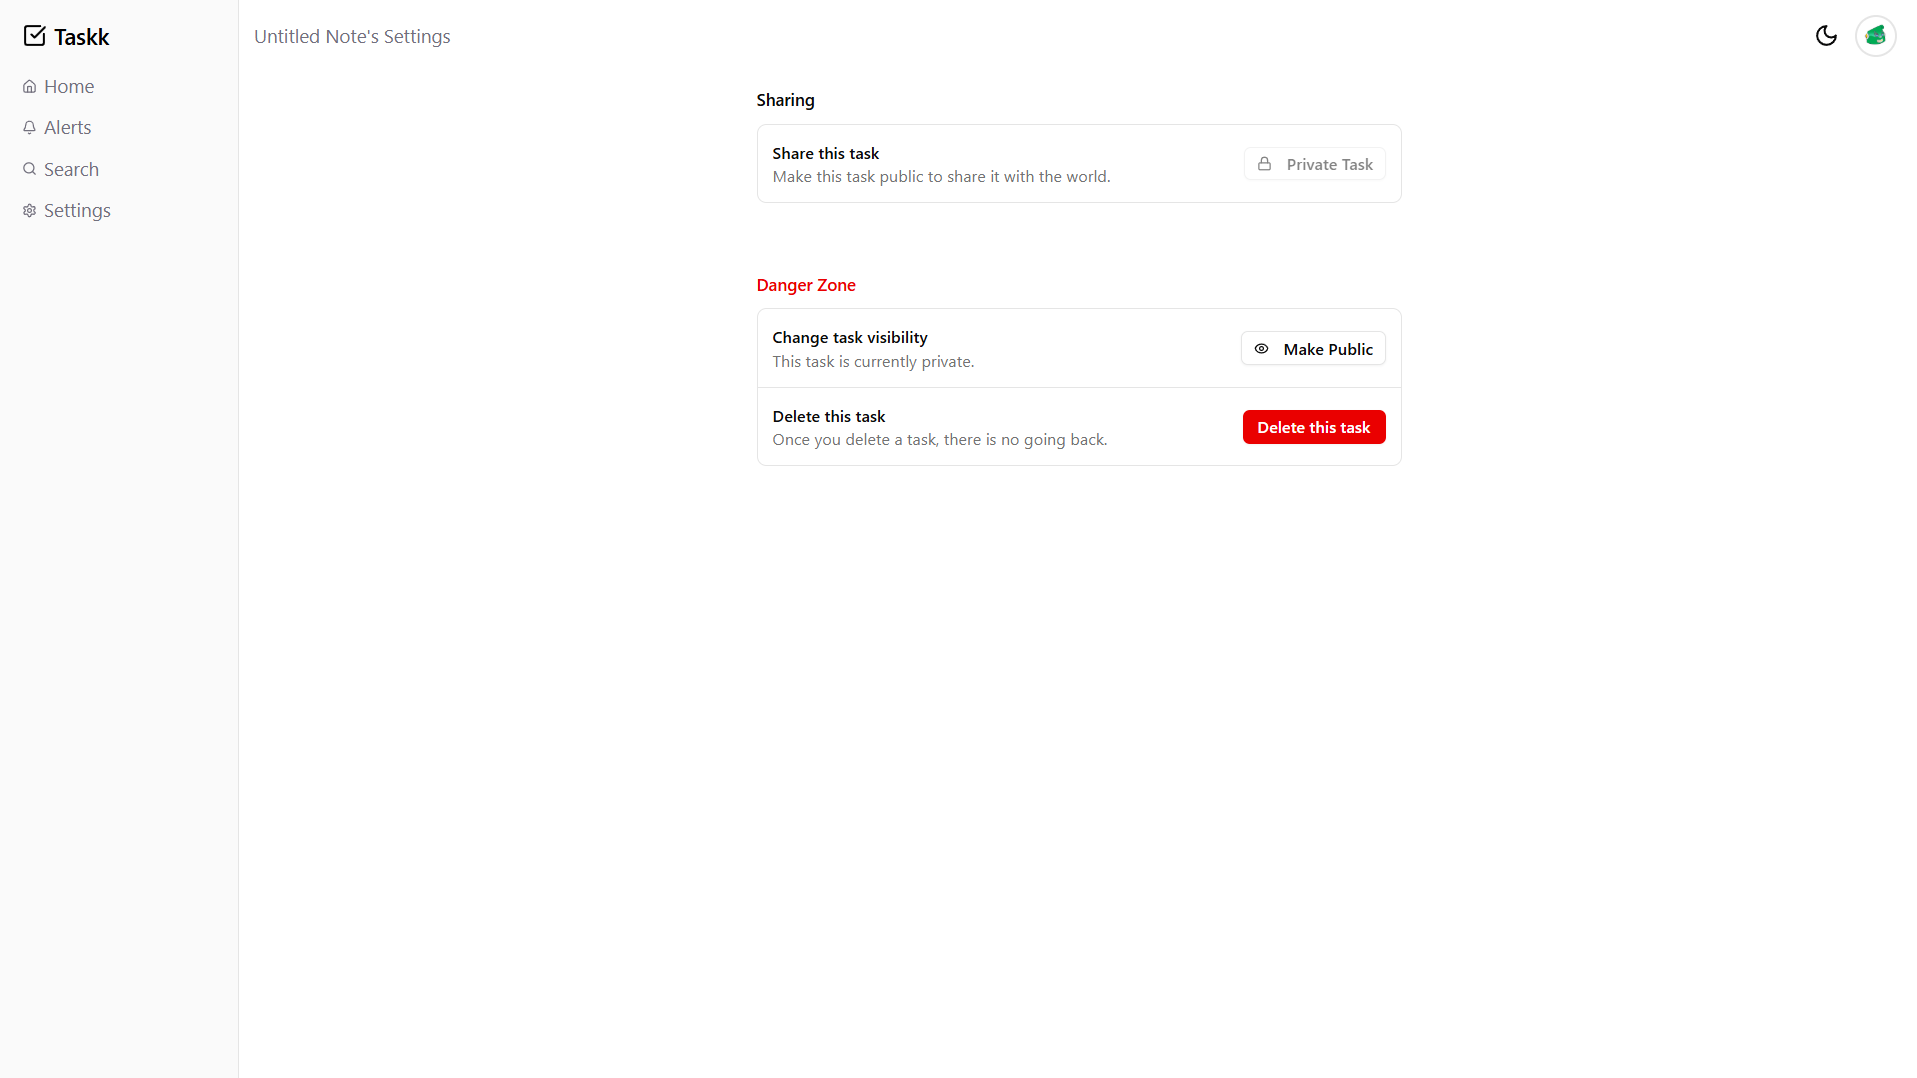 Taskk
Home
Alerts
Search
Settings
Untitled Note's Settings
Sharing
Share this task
Make this task public to share it with the world.
Private Task
Danger Zone
Change task visibility
This task is currently private.
Make Public
Delete this task
Once you delete a task, there is no going back.
Delete this task